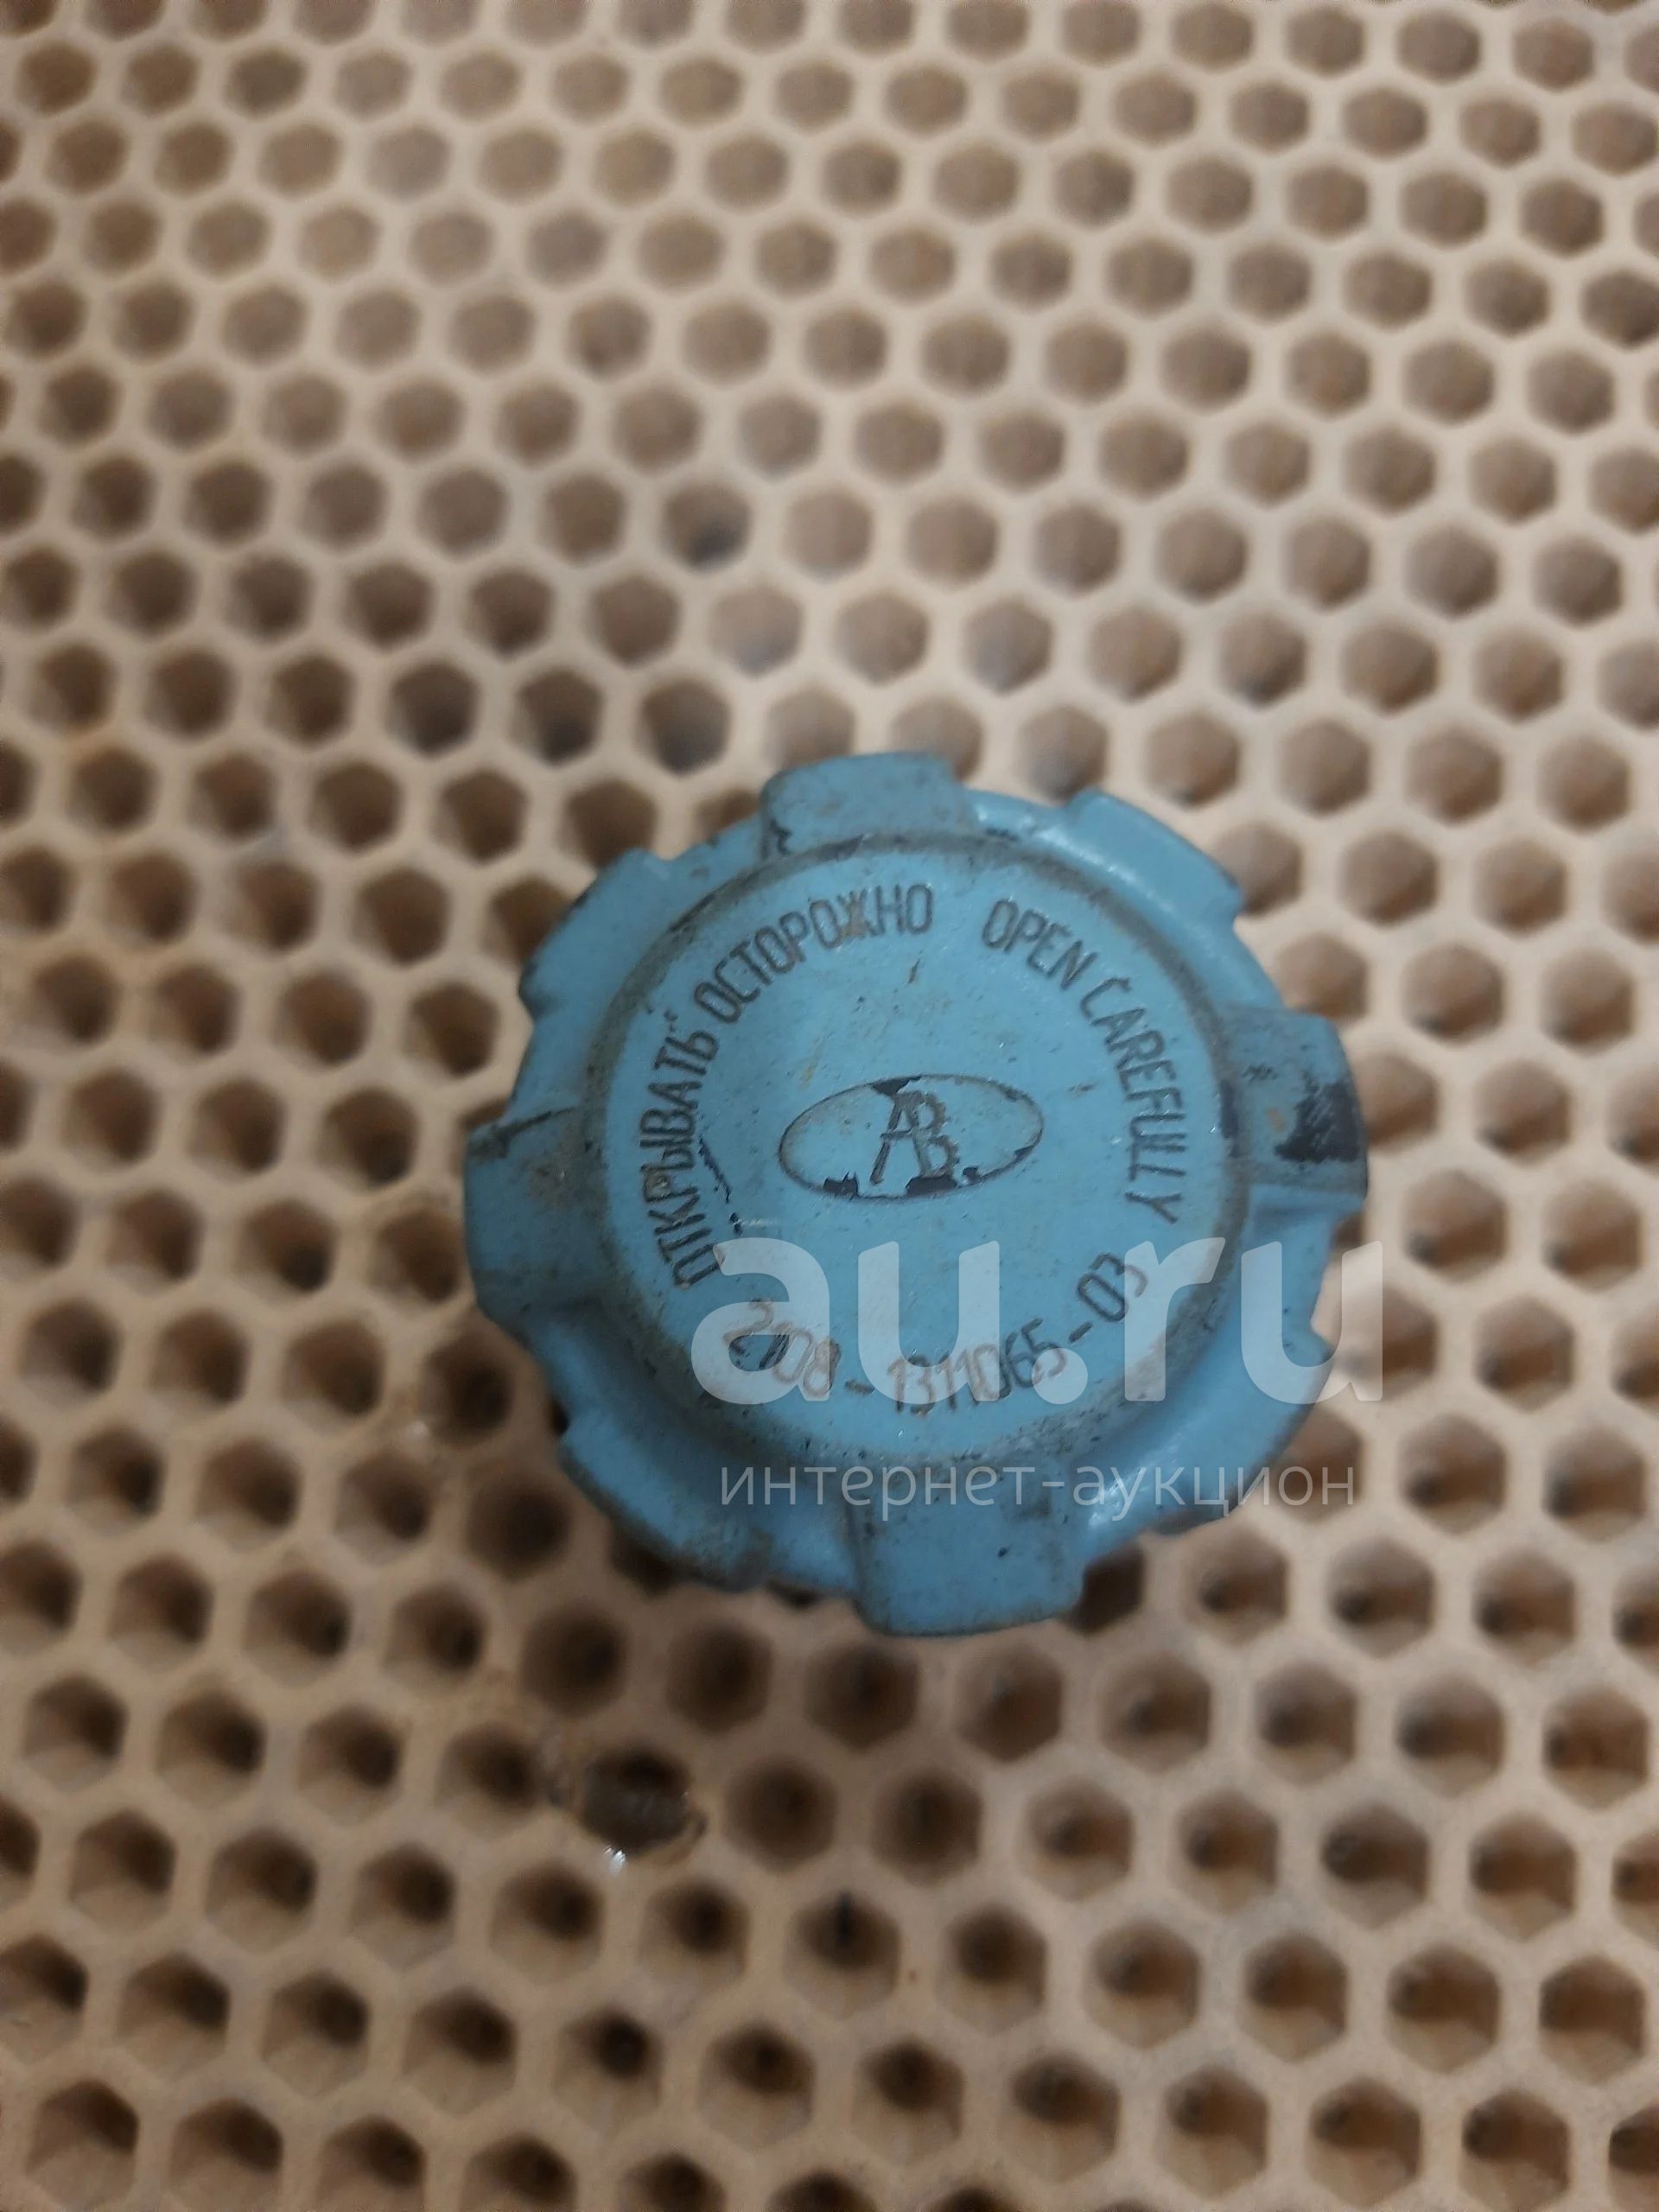 ОТКРЫВАТЬ ОСТОРОЖНО
OPEN CAREFULLY
АВ
2108-1311065-03
au.ru
интернет-аукцион